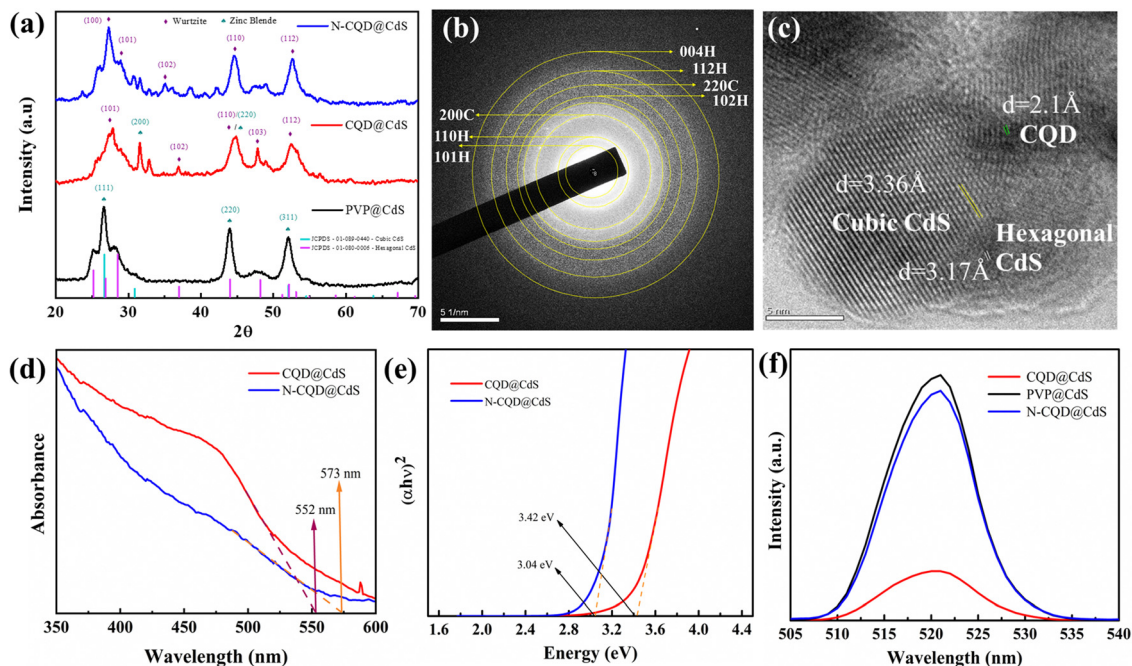 (a)
Wurtzite
Zinc Blende
N-CQD@CdS
(100)
(101)
(102)
(110)
(112)
CQD@CdS
(101)
(200)
(102)
(110)/(220)
(103)
(112)
PVP@CdS
(111)
(220)
(311)
JCPDS - 01-089-0440 - Cubic CdS
JCPDS - 01-080-0006 - Hexagonal CdS
Intensity (a.u)
20 30 40 50 60 70
2θ
(b)
004H
112H
220C
102H
200C
110H
101H
5 1/nm
(c)
d=2.1Å
CQD
d=3.36Å
Cubic CdS
Hexagonal
CdS
d=3.17Å
5 nm
(d)
CQD@CdS
N-CQD@CdS
573 nm
552 nm
Absorbance
350 400 450 500 550 600
Wavelength (nm)
(e)
CQD@CdS
N-CQD@CdS
(αhν)²
3.42 eV
3.04 eV
1.6 2.0 2.4 2.8 3.2 3.6 4.0 4.4
Energy (eV)
(f)
CQD@CdS
PVP@CdS
N-CQD@CdS
Intensity (a.u.)
505 510 515 520 525 530 535 540
Wavelength (nm)